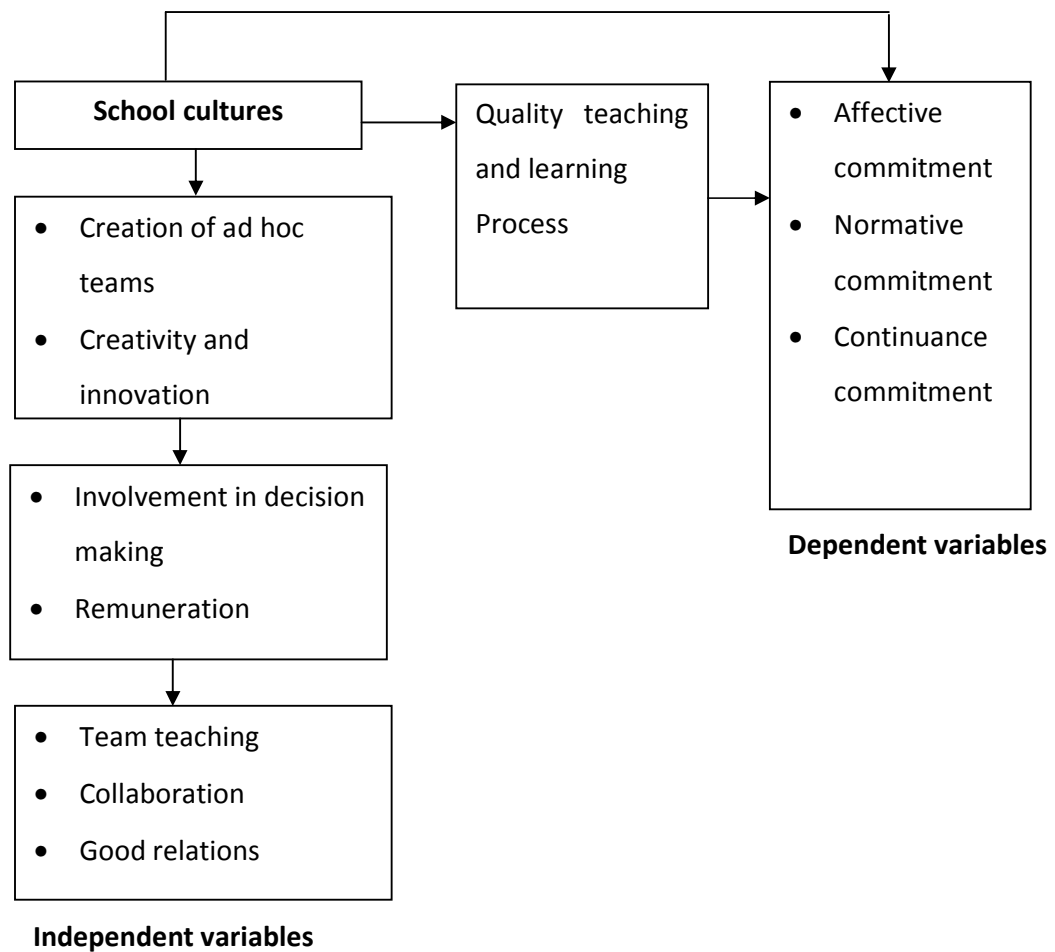 School cultures
Creation of ad hoc
teams
Creativity and
innovation
Involvement in decision
making
Remuneration
Team teaching
Collaboration
Good relations
Independent variables
Quality teaching
and learning
Process
Affective
commitment
Normative
commitment
Continuance
commitment
Dependent variables